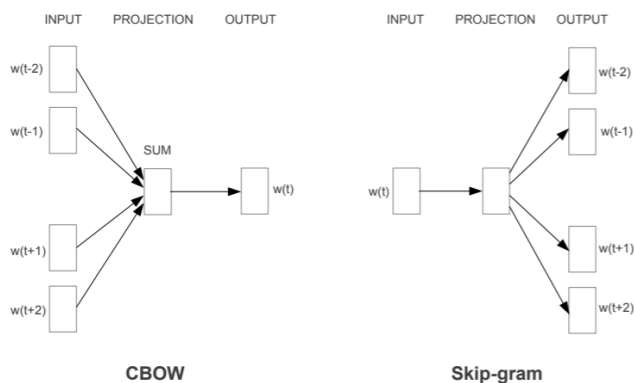 INPUT PROJECTION OUTPUT
w(t-2)
w(t-1)
SUM
w(t)
w(t+1)
w(t+2)
CBOW
INPUT PROJECTION OUTPUT
w(t-2)
w(t-1)
w(t)
w(t+1)
w(t+2)
Skip-gram